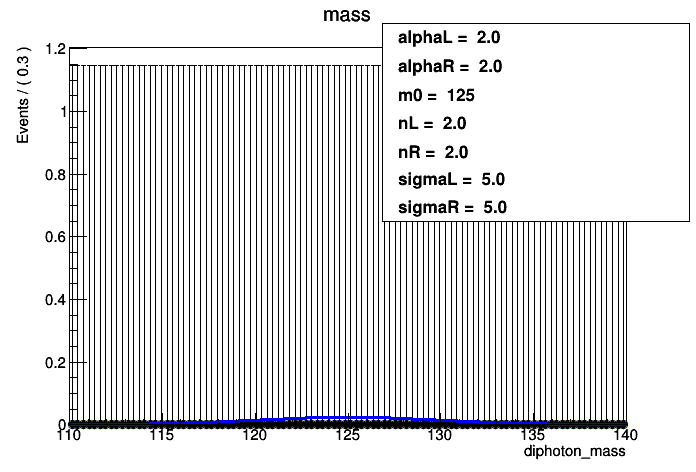 mass
alphaL = 2.0
alphaR = 2.0
m0 = 125
nL = 2.0
nR = 2.0
sigmaL = 5.0
sigmaR = 5.0
Events / ( 0.3 )
1.2
1
0.8
0.6
0.4
0.2
0
110 115 120 125 130 135 140
diphoton_mass